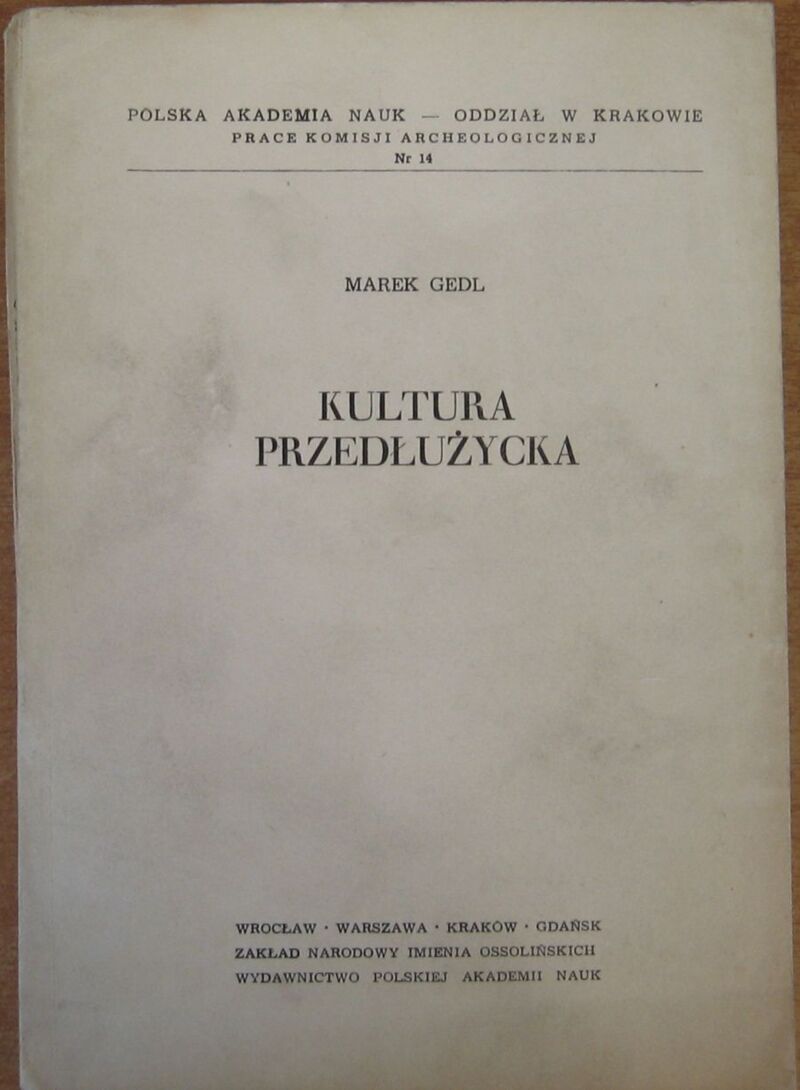 POLSKA AKADEMIA NAUK — ODDZIAŁ W KRAKOWIE
PRACE KOMISJI ARCHEOLOGICZNEJ
Nr 14
MAREK GEDL
KULTURA
PRZEDŁUŻYCKA
WROCŁAW · WARSZAWA · KRAKÓW · GDAŃSK
ZAKŁAD NARODOWY IMIENIA OSSOLIŃSKICH
WYDAWNICTWO POLSKIEJ AKADEMII NAUK